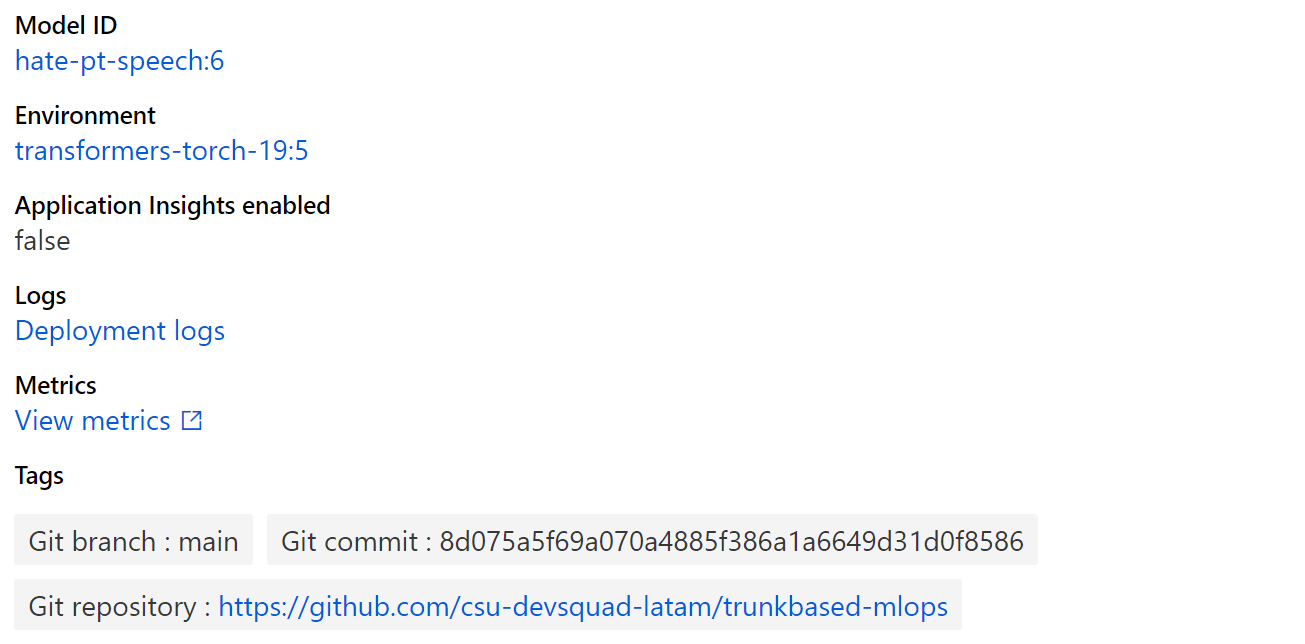 Model ID
hate-pt-speech:6
Environment
transformers-torch-19:5
Application Insights enabled
false
Logs
Deployment logs
Metrics
View metrics
Tags
Git branch : main
Git commit : 8d075a5f69a070a4885f386a1a6649d31d0f8586
Git repository : https://github.com/csu-devsquad-latam/trunkbased-mlops